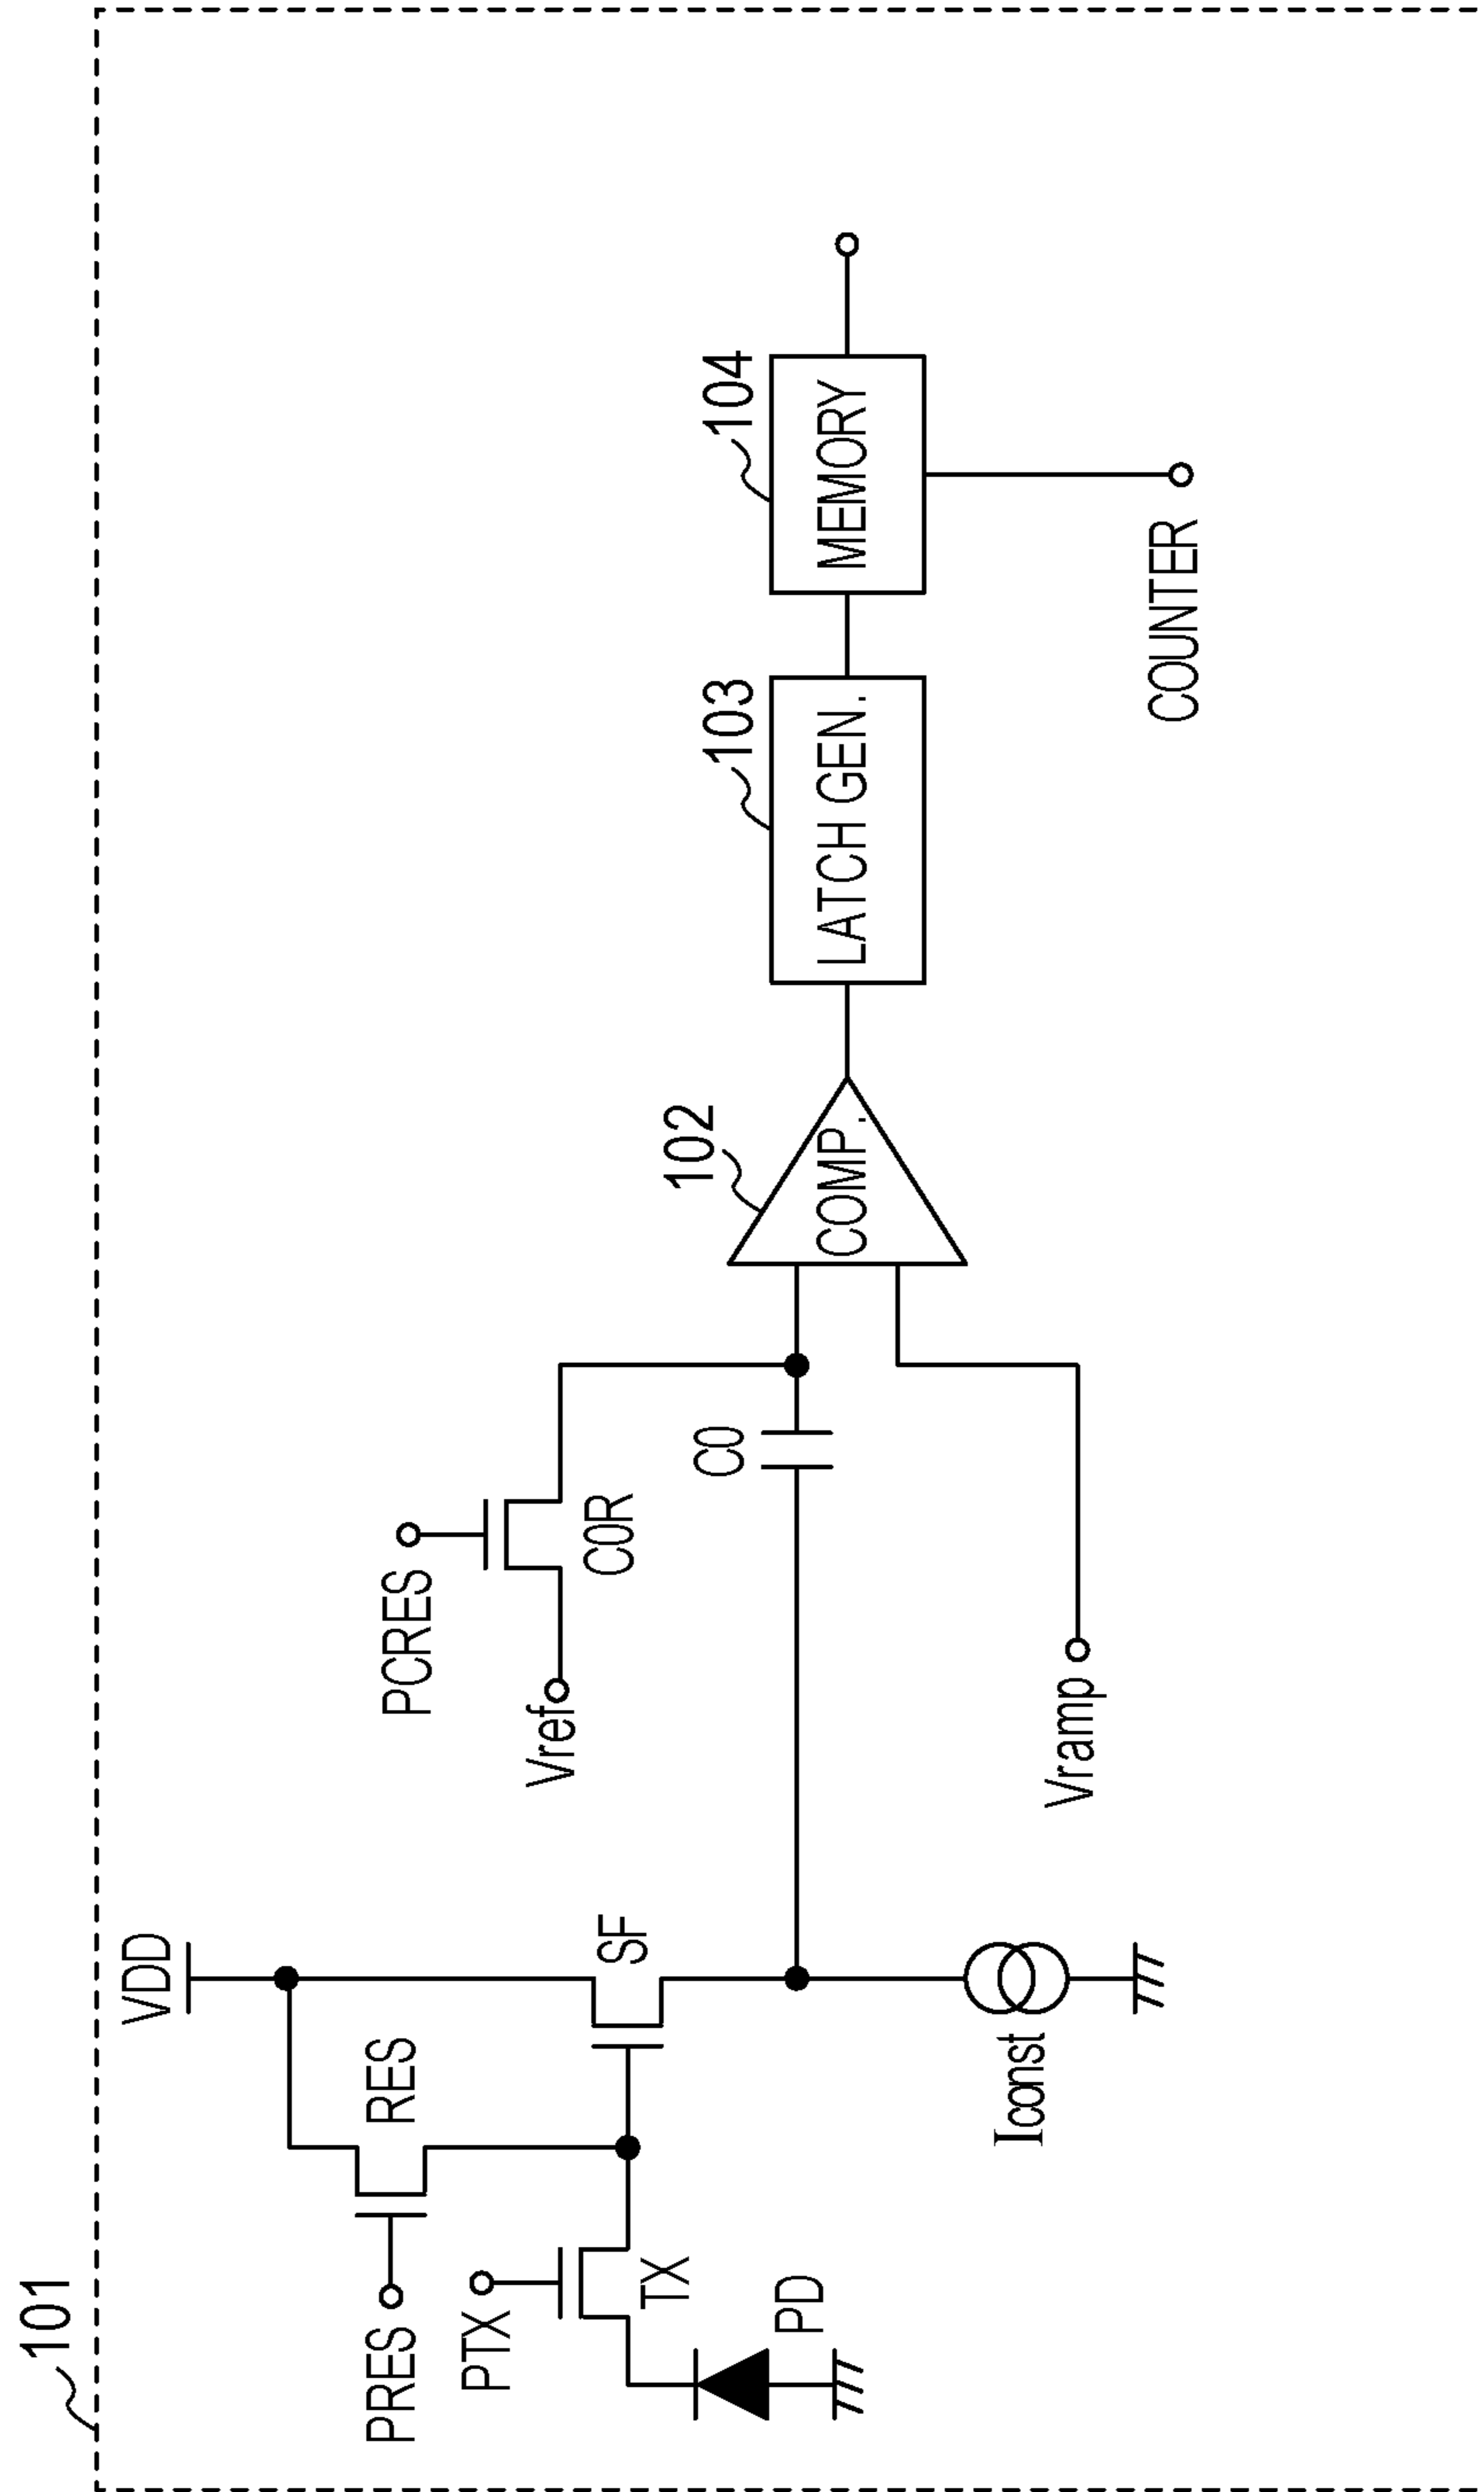 101
VDD
PRES
RES
PTX
TX
PD
SF
Iconst
PCRES
Vref
COR
C0
Vramp
102
COMP.
103
LATCH GEN.
104
MEMORY
COUNTER